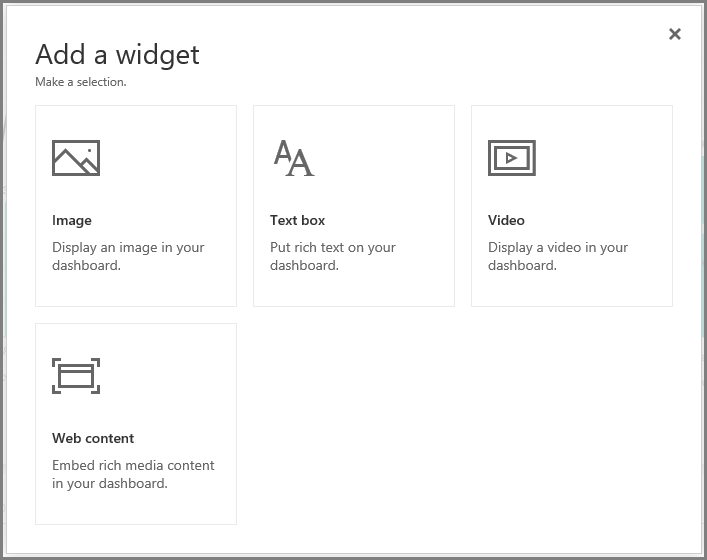 Add a widget
Make a selection.
Image
Display an image in your
dashboard.
Text box
Put rich text on your
dashboard.
Video
Display a video in your
dashboard.
Web content
Embed rich media content
in your dashboard.